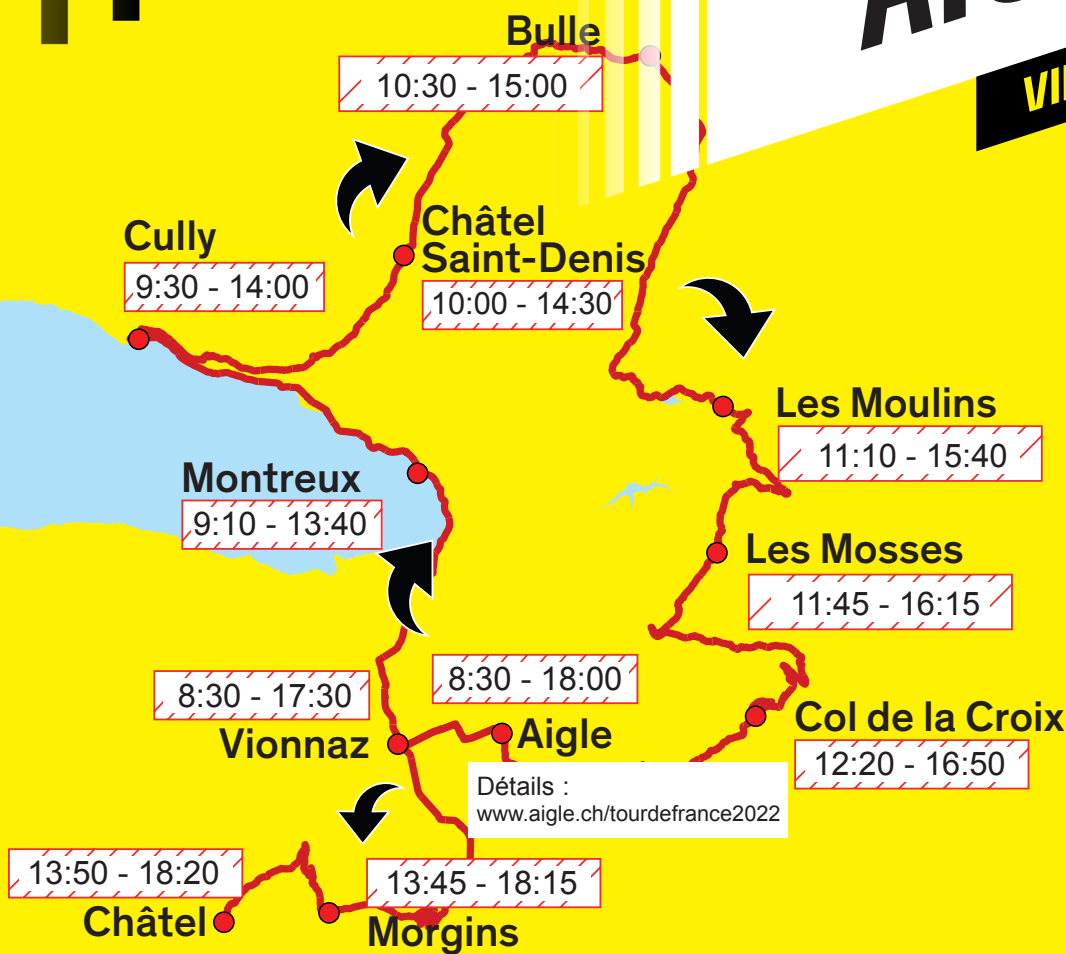 Bulle
10:30 - 15:00
Cully
9:30 - 14:00
Châtel
Saint-Denis
10:00 - 14:30
Les Moulins
11:10 - 15:40
Montreux
9:10 - 13:40
Les Mosses
11:45 - 16:15
8:30 - 17:30
Vionnaz
8:30 - 18:00
Aigle
Col de la Croix
12:20 - 16:50
Détails :
www.aigle.ch/tourdefrance2022
13:50 - 18:20
Châtel
13:45 - 18:15
Morgins